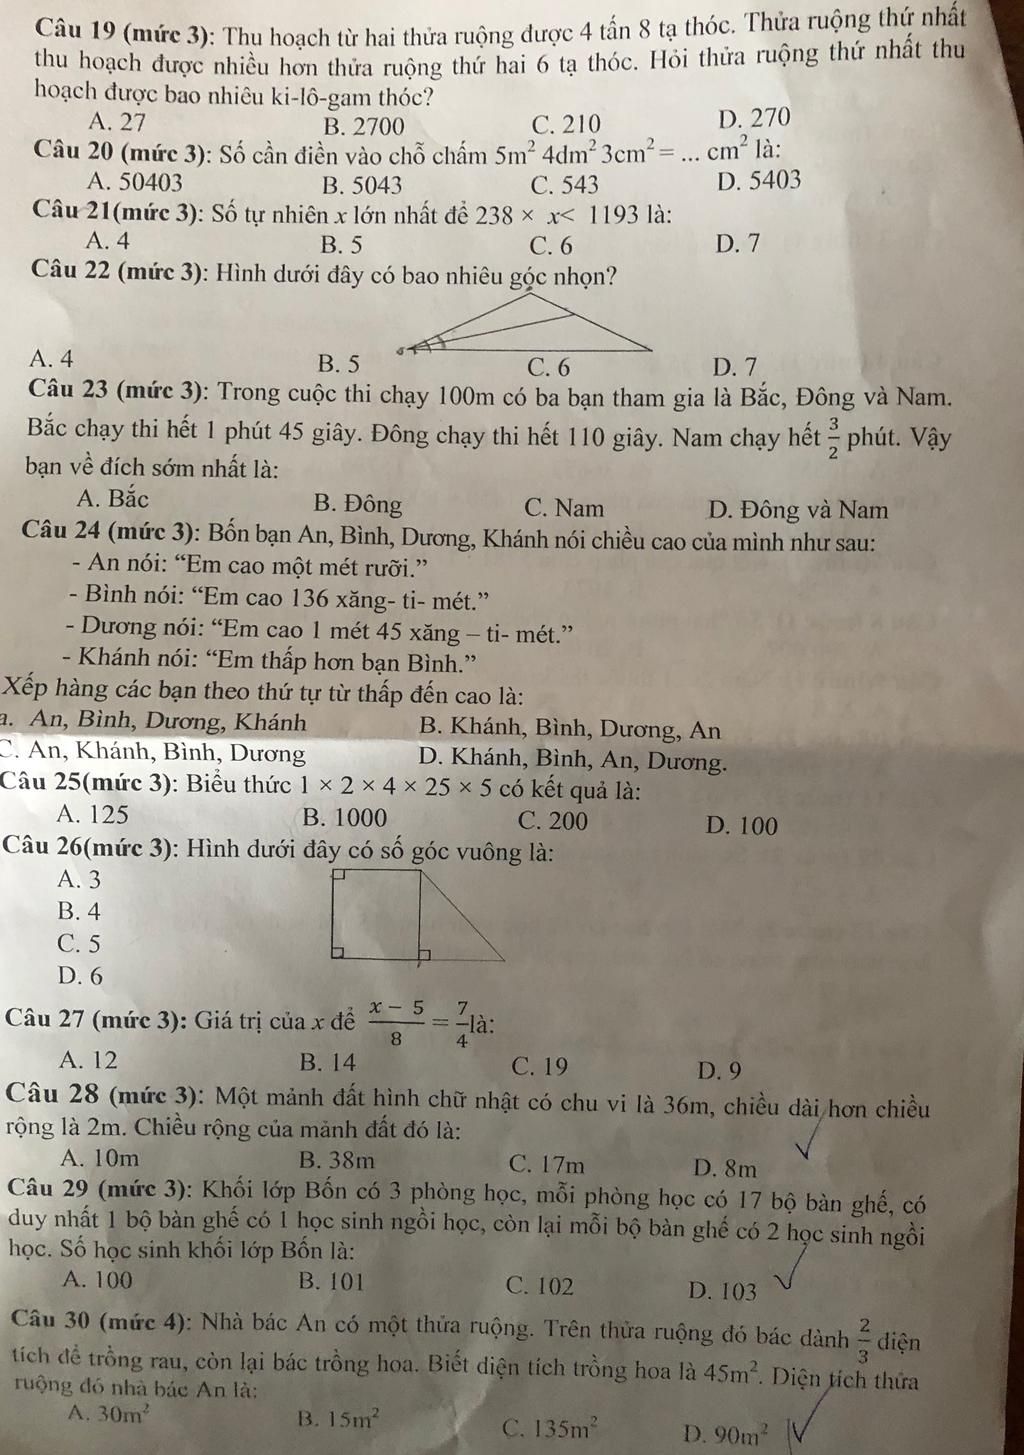 Câu 19 (mức 3): Thu hoạch từ hai thửa ruộng được 4 tấn 8 tạ thóc. Thửa ruộng thứ nhất
thu hoạch được nhiều hơn thửa ruộng thứ hai 6 tạ thóc. Hỏi thửa ruộng thứ nhất thu
hoạch được bao nhiêu ki-lô-gam thóc?
A. 27 B. 2700 C. 210 D. 270
Câu 20 (mức 3): Số cần điền vào chỗ chấm 5m² 4dm² 3cm² = ... cm² là:
A. 50403 B. 5043 C. 543 D. 5403
Câu 21(mức 3): Số tự nhiên x lớn nhất để 238 × x< 1193 là:
A. 4 B. 5 C. 6 D. 7
Câu 22 (mức 3): Hình dưới đây có bao nhiêu góc nhọn?
A. 4 B. 5 C. 6 D. 7
Câu 23 (mức 3): Trong cuộc thi chạy 100m có ba bạn tham gia là Bắc, Đông và Nam.
Bắc chạy thi hết 1 phút 45 giây. Đông chạy thi hết 110 giây. Nam chạy hết 3/2 phút. Vậy
bạn về đích sớm nhất là:
A. Bắc B. Đông C. Nam D. Đông và Nam
Câu 24 (mức 3): Bốn bạn An, Bình, Dương, Khánh nói chiều cao của mình như sau:
- An nói: “Em cao một mét rưỡi.”
- Bình nói: “Em cao 136 xăng- ti- mét.”
- Dương nói: “Em cao 1 mét 45 xăng – ti- mét.”
- Khánh nói: “Em thấp hơn bạn Bình.”
Xếp hàng các bạn theo thứ tự từ thấp đến cao là:
a. An, Bình, Dương, Khánh B. Khánh, Bình, Dương, An
C. An, Khánh, Bình, Dương D. Khánh, Bình, An, Dương.
Câu 25(mức 3): Biểu thức 1 × 2 × 4 × 25 × 5 có kết quả là:
A. 125 B. 1000 C. 200 D. 100
Câu 26(mức 3): Hình dưới đây có số góc vuông là:
A. 3
B. 4
C. 5
D. 6
Câu 27 (mức 3): Giá trị của x để (x − 5)/8 = 7/4 là:
A. 12 B. 14 C. 19 D. 9
Câu 28 (mức 3): Một mảnh đất hình chữ nhật có chu vi là 36m, chiều dài hơn chiều
rộng là 2m. Chiều rộng của mảnh đất đó là:
A. 10m B. 38m C. 17m D. 8m
Câu 29 (mức 3): Khối lớp Bốn có 3 phòng học, mỗi phòng học có 17 bộ bàn ghế, có
duy nhất 1 bộ bàn ghế có 1 học sinh ngồi học, còn lại mỗi bộ bàn ghế có 2 học sinh ngồi
học. Số học sinh khối lớp Bốn là:
A. 100 B. 101 C. 102 D. 103
Câu 30 (mức 4): Nhà bác An có một thửa ruộng. Trên thửa ruộng đó bác dành 2/3 diện
tích để trồng rau, còn lại bác trồng hoa. Biết diện tích trồng hoa là 45m². Diện tích thửa
ruộng đó nhà bác An là:
A. 30m² B. 15m² C. 135m² D. 90m²